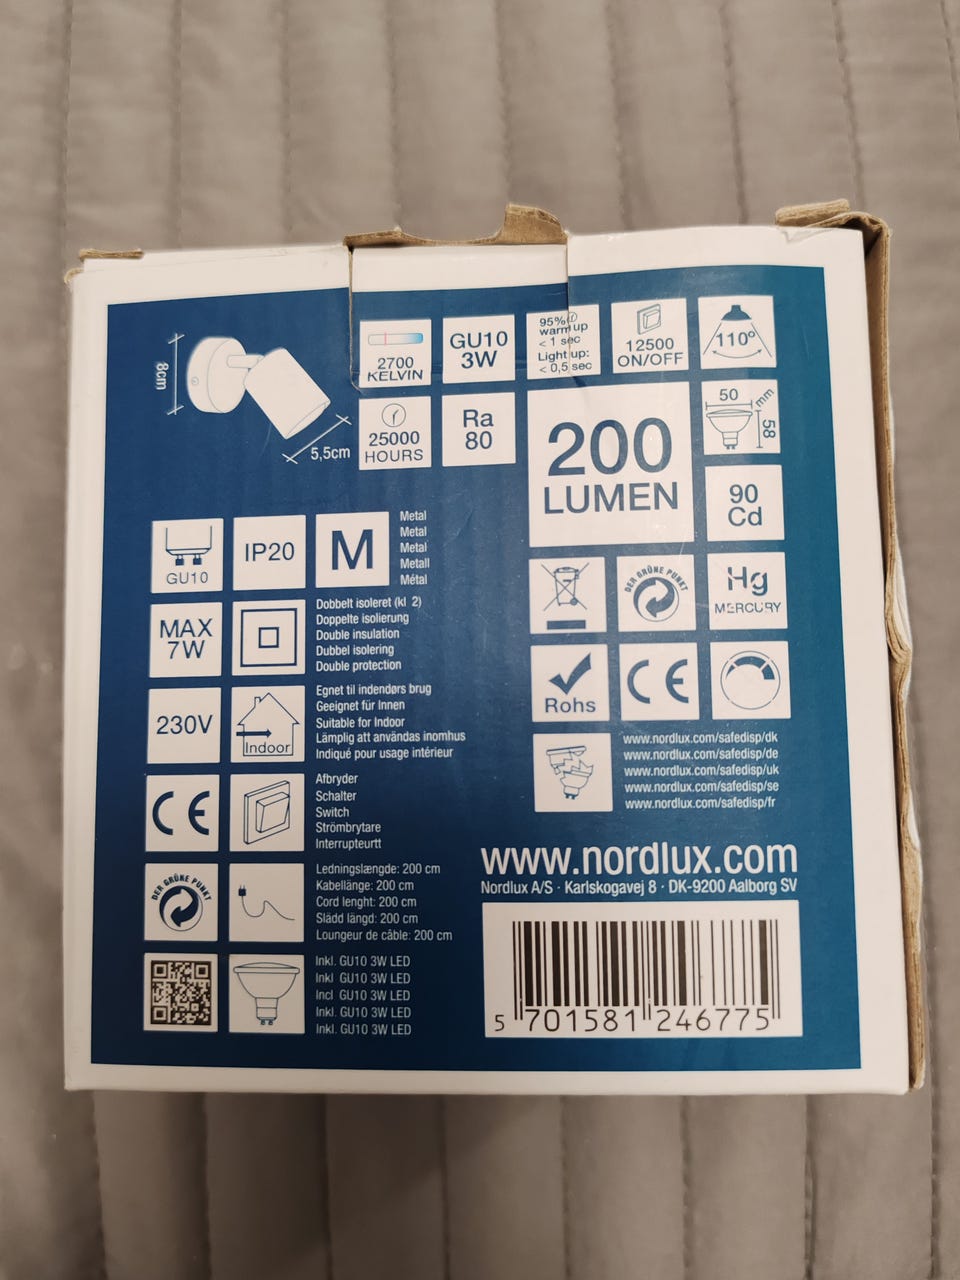 8cm
5,5cm
2700
KELVIN
GU10
3W
95%
warm up
< 1 sec
Light up:
< 0,5 sec
12500
ON/OFF
110°
25000
HOURS
Ra
80
200
LUMEN
50
mm
58
90
Cd
GU10
IP20
M
Metal
Metal
Metal
Metall
Métal
MAX
7W
Dobbelt isoleret (kl 2)
Doppelte isolierung
Double insulation
Dubbel isolering
Double protection
230V
Indoor
Egnet til indendørs brug
Geeignet für Innen
Suitable for Indoor
Lämplig att användas inomhus
Indiqué pour usage intérieur
CE
Afbryder
Schalter
Switch
Strömbrytare
Interrupteurtt
DER GRÜNE PUNKT
Ledningslængde: 200 cm
Kabellänge: 200 cm
Cord lenght: 200 cm
Slädd längd: 200 cm
Loungeur de câble: 200 cm
Inkl. GU10 3W LED
Inkl GU10 3W LED
Incl GU10 3W LED
Inkl. GU10 3W LED
Inkl. GU10 3W LED
DER GRÜNE PUNKT
Hg
MERCURY
Rohs
CE
www.nordlux.com/safedisp/dk
www.nordlux.com/safedisp/de
www.nordlux.com/safedisp/uk
www.nordlux.com/safedisp/se
www.nordlux.com/safedisp/fr
www.nordlux.com
Nordlux A/S · Karlskogavej 8 · DK-9200 Aalborg SV
5 701581 246775